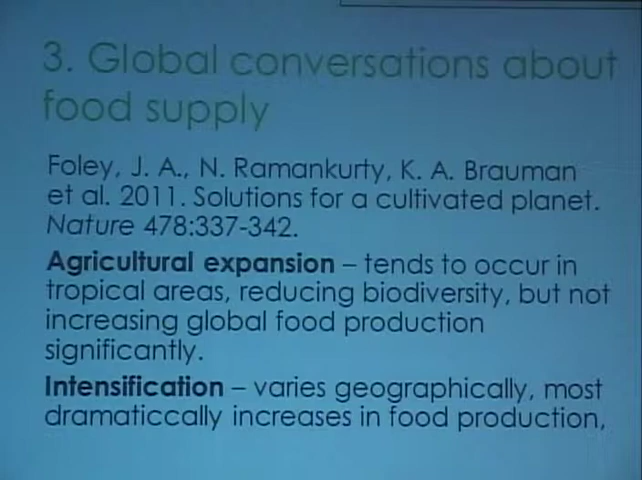 3. Global conversations about
food supply
Foley, J. A., N. Ramankurty, K. A. Brauman
et al. 2011. Solutions for a cultivated planet.
Nature 478:337-342.
Agricultural expansion – tends to occur in
tropical areas, reducing biodiversity, but not
increasing global food production
significantly.
Intensification – varies geographically, most
dramaticcally increases in food production,